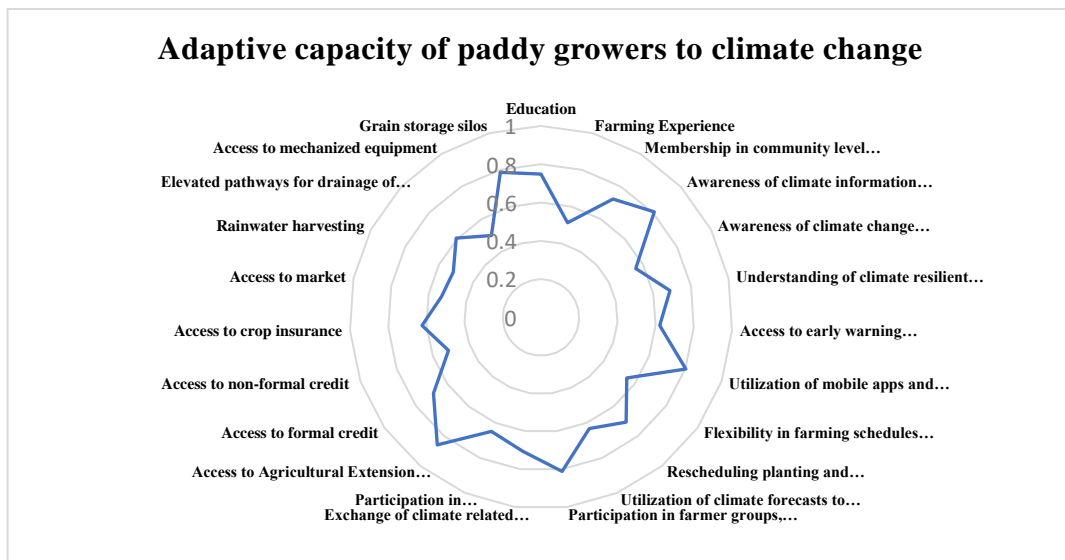 Adaptive capacity of paddy growers to climate change
Education
Farming Experience
Membership in community level…
Awareness of climate information…
Awareness of climate change…
Understanding of climate resilient…
Access to early warning…
Utilization of mobile apps and…
Flexibility in farming schedules…
Rescheduling planting and…
Utilization of climate forecasts to…
Participation in farmer groups,…
Exchange of climate related…
Participation in…
Access to Agricultural Extension…
Access to formal credit
Access to non-formal credit
Access to crop insurance
Access to market
Rainwater harvesting
Elevated pathways for drainage of…
Access to mechanized equipment
Grain storage silos
1
0.8
0.6
0.4
0.2
0